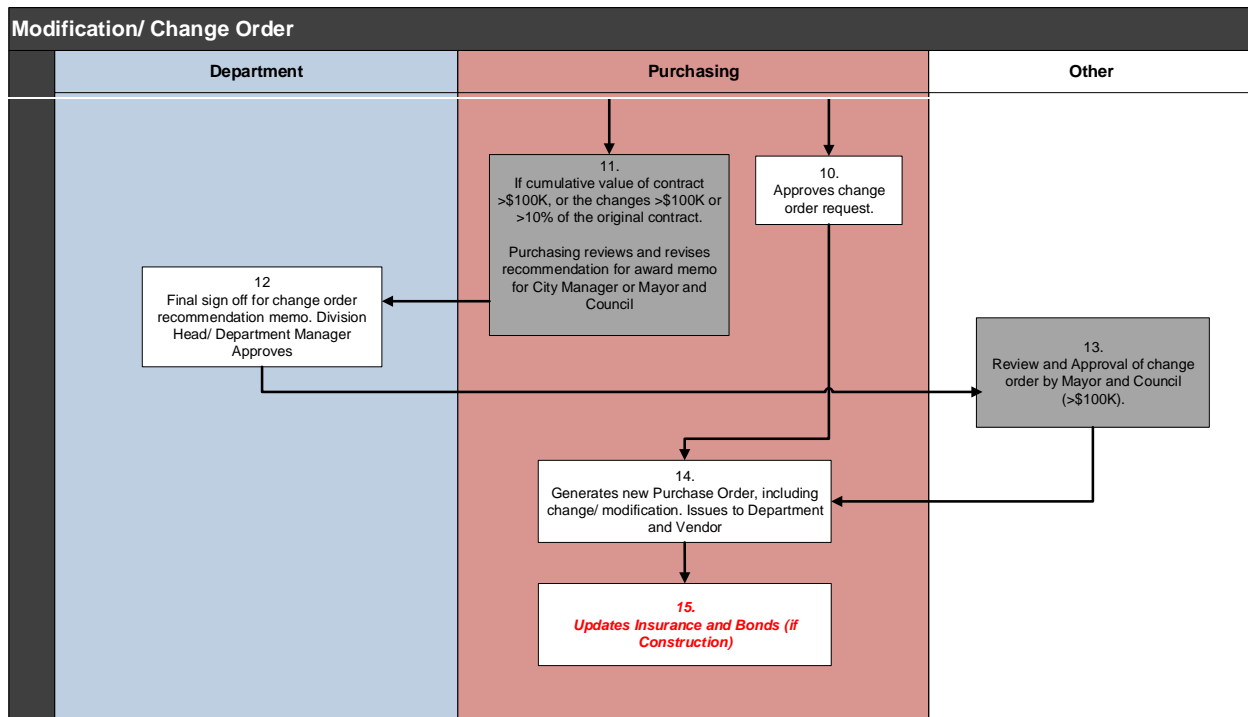 Modification/ Change Order
Department
Purchasing
Other
11.
If cumulative value of contract
>$100K, or the changes >$100K or
>10% of the original contract.
Purchasing reviews and revises
recommendation for award memo
for City Manager or Mayor and
Council
10.
Approves change
order request.
12
Final sign off for change order
recommendation memo. Division
Head/ Department Manager
Approves
13.
Review and Approval of change
order by Mayor and Council
(>$100K).
14.
Generates new Purchase Order, including
change/ modification. Issues to Department
and Vendor
15.
Updates Insurance and Bonds (if
Construction)